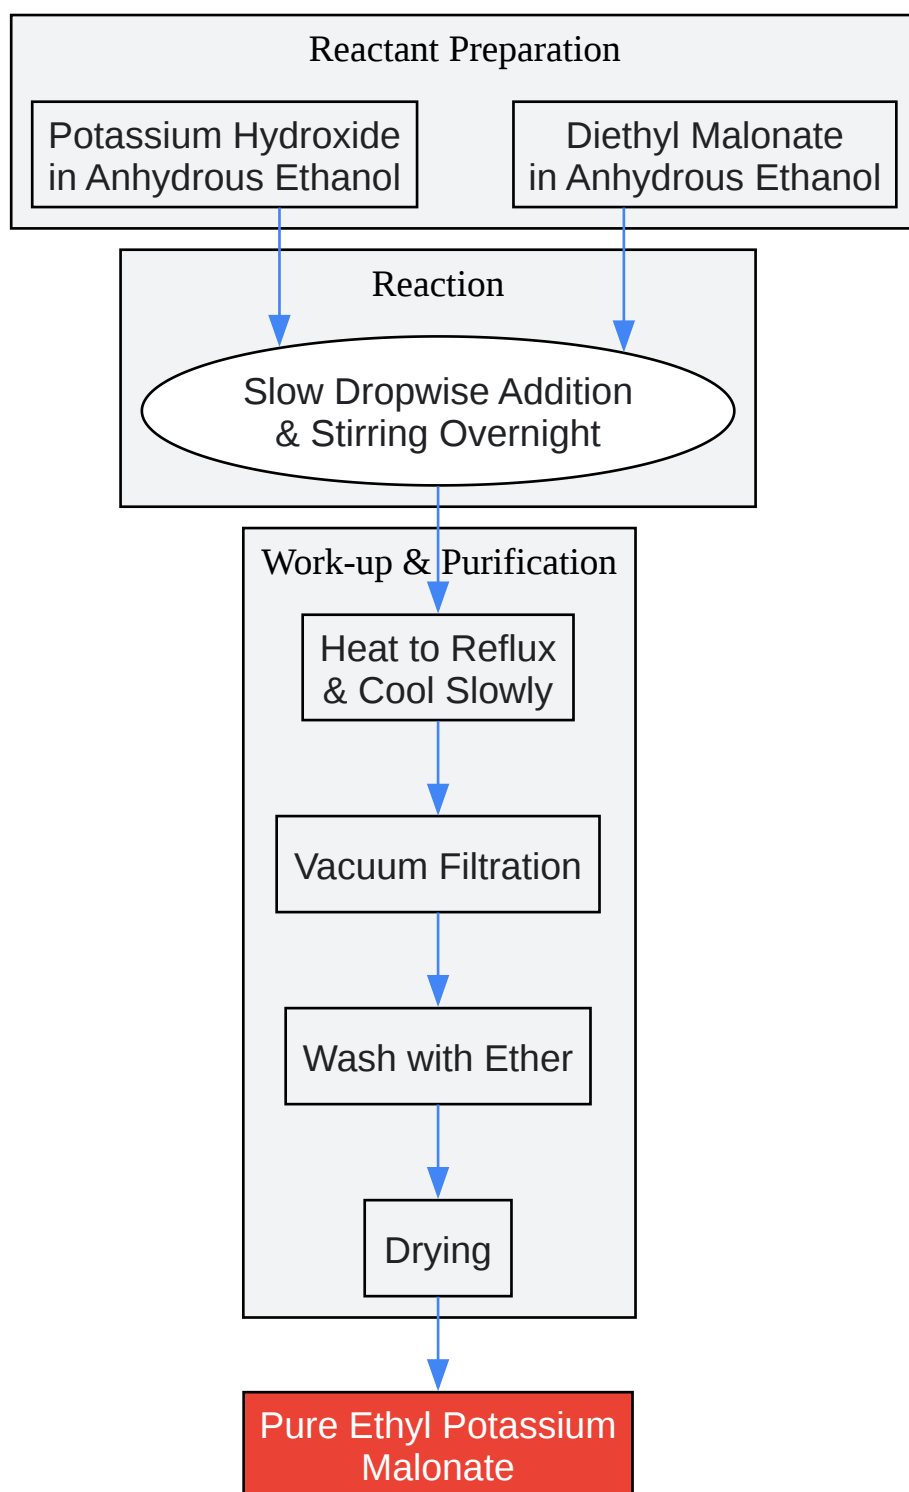 Reactant Preparation
Potassium Hydroxide
in Anhydrous Ethanol
Diethyl Malonate
in Anhydrous Ethanol
Reaction
Slow Dropwise Addition
& Stirring Overnight
Work-up & Purification
Heat to Reflux
& Cool Slowly
Vacuum Filtration
Wash with Ether
Drying
Pure Ethyl Potassium
Malonate